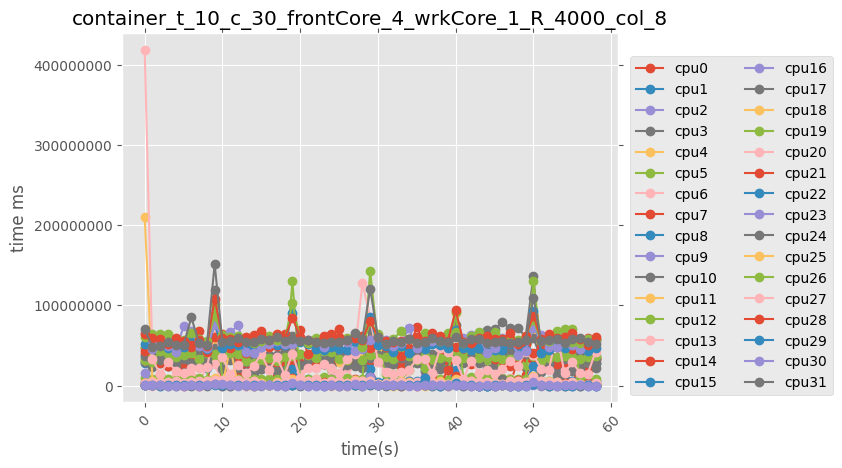 container_t_10_c_30_frontCore_4_wrkCore_1_R_4000_col_8
400000000
300000000
200000000
100000000
0
time ms
0
10
20
30
40
50
60
time(s)
cpu0
cpu1
cpu2
cpu3
cpu4
cpu5
cpu6
cpu7
cpu8
cpu9
cpu10
cpu11
cpu12
cpu13
cpu14
cpu15
cpu16
cpu17
cpu18
cpu19
cpu20
cpu21
cpu22
cpu23
cpu24
cpu25
cpu26
cpu27
cpu28
cpu29
cpu30
cpu31